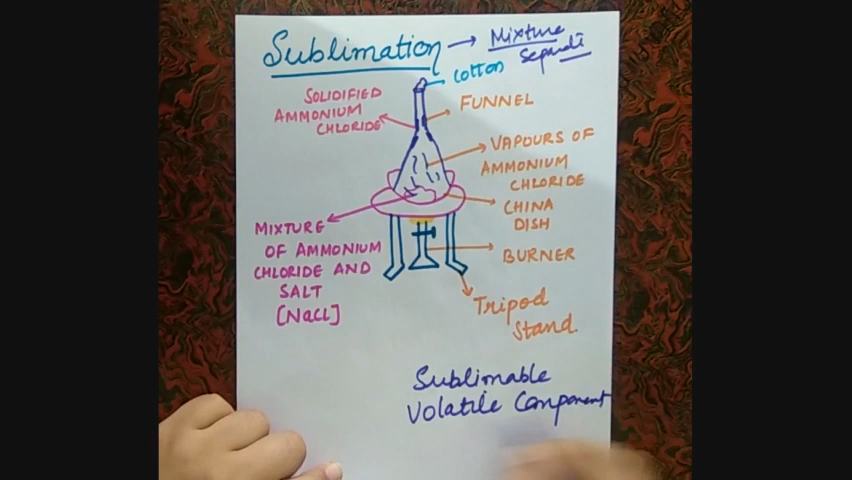 Sublimation → Mixture
Separati
Cotton
SOLIDIFIED
AMMONIUM
CHLORIDE
FUNNEL
VAPOURS OF
AMMONIUM
CHLORIDE
CHINA
DISH
MIXTURE
OF AMMONIUM
CHLORIDE AND
SALT
[NaCl]
BURNER
Tripod
Stand
Sublimable
Volatile Component